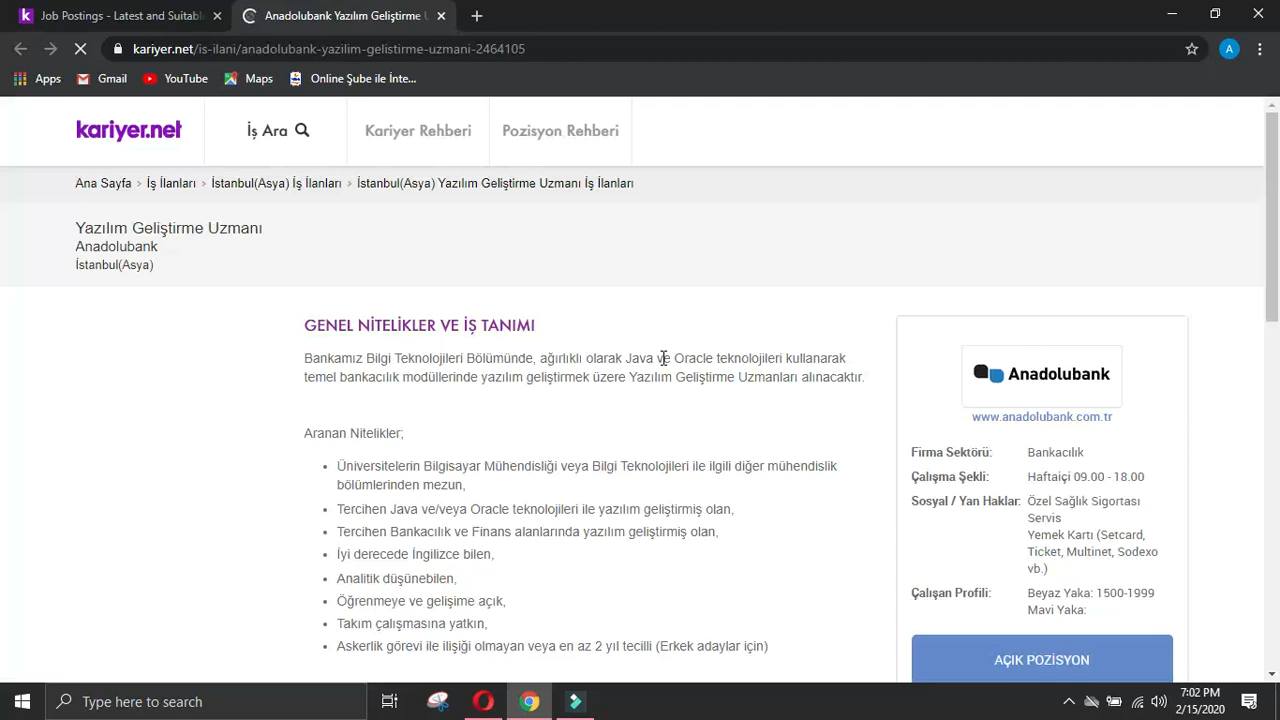 Job Postings - Latest and Suitabl
Anadolubank Yazılım Geliştirme U
kariyer.net/is-ilani/anadolubank-yazilim-gelistirme-uzmani-2464105
A
Apps
Gmail
YouTube
Maps
Online Şube ile İnte...
kariyer.net
İş Ara
Kariyer Rehberi
Pozisyon Rehberi
Ana Sayfa > İş İlanları > İstanbul(Asya) İş İlanları > İstanbul(Asya) Yazılım Geliştirme Uzmanı İş İlanları
Yazılım Geliştirme Uzmanı
Anadolubank
İstanbul(Asya)
GENEL NİTELİKLER VE İŞ TANIMI
Bankamız Bilgi Teknolojileri Bölümünde, ağırlıklı olarak Java ve Oracle teknolojileri kullanarak
temel bankacılık modüllerinde yazılım geliştirmek üzere Yazılım Geliştirme Uzmanları alınacaktır.
Aranan Nitelikler;
• Üniversitelerin Bilgisayar Mühendisliği veya Bilgi Teknolojileri ile ilgili diğer mühendislik
bölümlerinden mezun,
• Tercihen Java ve/veya Oracle teknolojileri ile yazılım geliştirmiş olan,
• Tercihen Bankacılık ve Finans alanlarında yazılım geliştirmiş olan,
• İyi derecede İngilizce bilen,
• Analitik düşünebilen,
• Öğrenmeye ve gelişime açık,
• Takım çalışmasına yatkın,
• Askerlik görevi ile ilişiği olmayan veya en az 2 yıl tecilli (Erkek adaylar için)
Anadolubank
www.anadolubank.com.tr
Firma Sektörü: Bankacılık
Çalışma Şekli: Haftaiçi 09.00 - 18.00
Sosyal / Yan Haklar: Özel Sağlık Sigortası
Servis
Yemek Kartı (Setcard,
Ticket, Multinet, Sodexo
vb.)
Çalışan Profili: Beyaz Yaka: 1500-1999
Mavi Yaka:
AÇIK POZİSYON
Type here to search
7:02 PM
2/15/2020